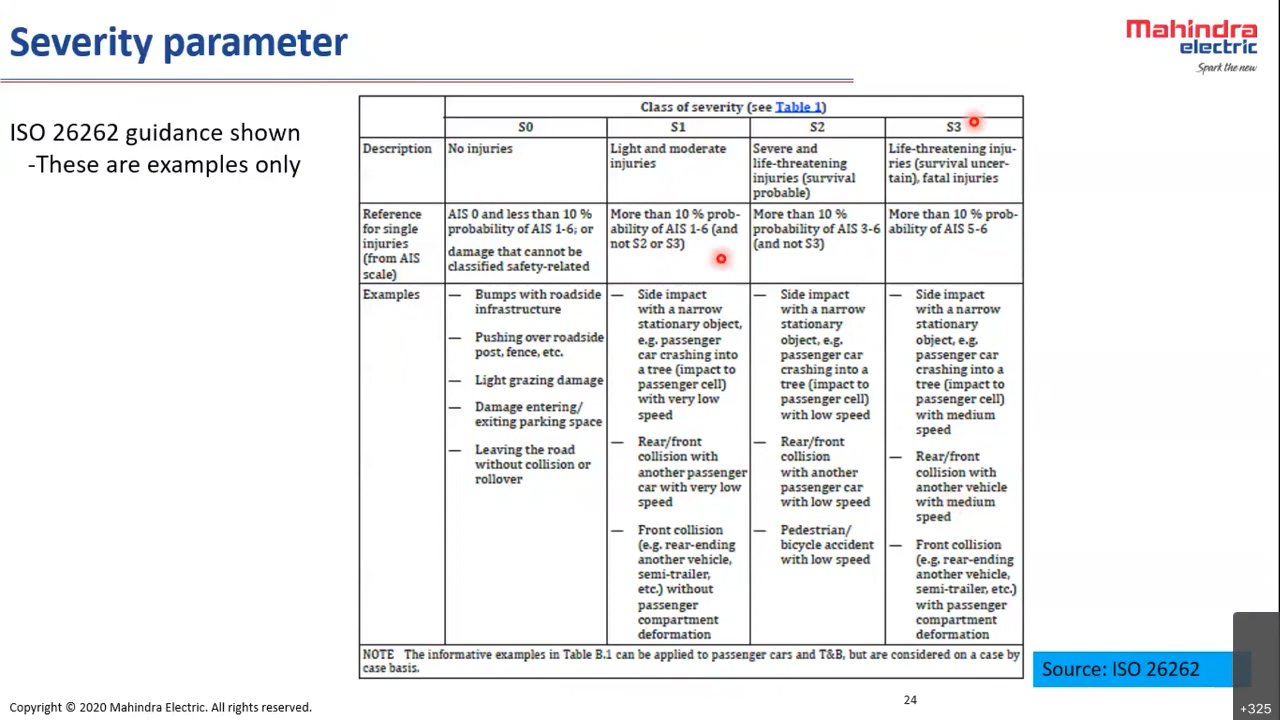 Severity parameter
Mahindra
electric
Spark the new
ISO 26262 guidance shown
-These are examples only
Class of severity (see Table 1)
S0
S1
S2
S3
Description
No injuries
Light and moderate
injuries
Severe and
life-threatening
injuries (survival
probable)
Life-threatening inju-
ries (survival uncer-
tain), fatal injuries
Reference
for single
injuries
(from AIS
scale)
AIS 0 and less than 10 %
probability of AIS 1-6; or
damage that cannot be
classified safety-related
More than 10 % prob-
ability of AIS 1-6 (and
not S2 or S3)
More than 10 %
probability of AIS 3-6
(and not S3)
More than 10 % prob-
ability of AIS 5-6
Examples
— Bumps with roadside
infrastructure
— Pushing over roadside
post, fence, etc.
— Light grazing damage
— Damage entering/
exiting parking space
— Leaving the road
without collision or
rollover
— Side impact
with a narrow
stationary object,
e.g. passenger
car crashing into
a tree (impact to
passenger cell)
with very low
speed
— Rear/front
collision with
another passenger
car with very low
speed
— Front collision
(e.g. rear-ending
another vehicle,
semi-trailer,
etc.) without
passenger
compartment
deformation
— Side impact
with a narrow
stationary
object, e.g.
passenger car
crashing into a
tree (impact to
passenger cell)
with low speed
— Rear/front
collision
with another
passenger car
with low speed
— Pedestrian/
bicycle accident
with low speed
— Side impact
with a narrow
stationary
object, e.g.
passenger car
crashing into a
tree (impact to
passenger cell)
with medium
speed
— Rear/front
collision with
another vehicle
with medium
speed
— Front collision
(e.g. rear-ending
another vehicle,
semi-trailer, etc.)
with passenger
compartment
deformation
NOTE The informative examples in Table B.1 can be applied to passenger cars and T&B, but are considered on a case by
case basis.
Source: ISO 26262
Copyright © 2020 Mahindra Electric. All rights reserved.
24
+325